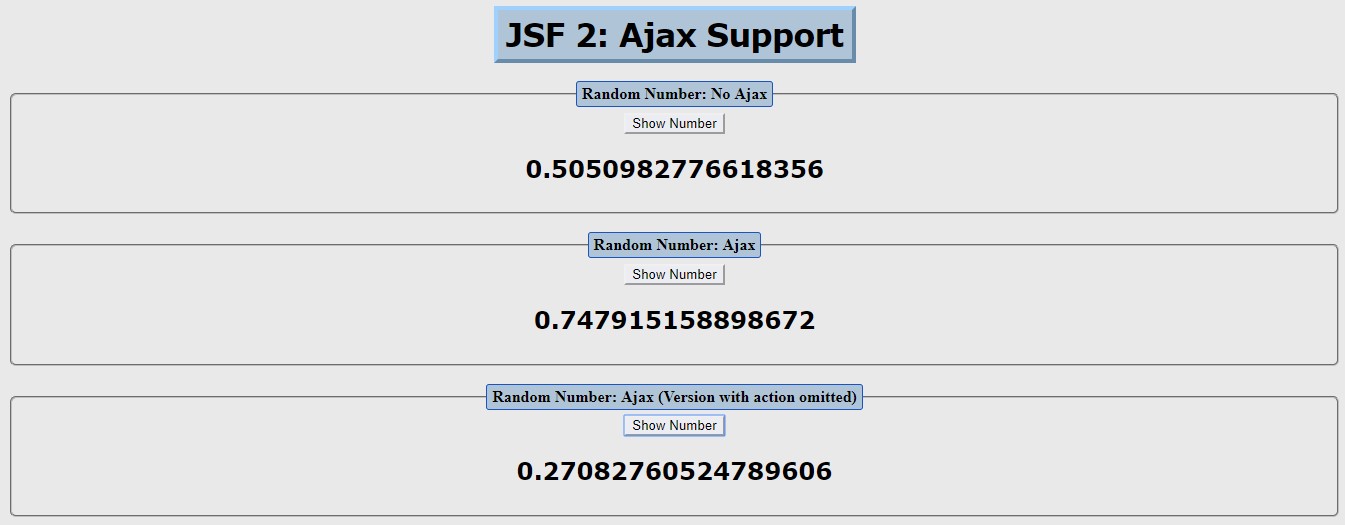 JSF 2: Ajax Support
Random Number: No Ajax
Show Number
0.5050982776618356
Random Number: Ajax
Show Number
0.747915158898672
Random Number: Ajax (Version with action omitted)
Show Number
0.27082760524789606